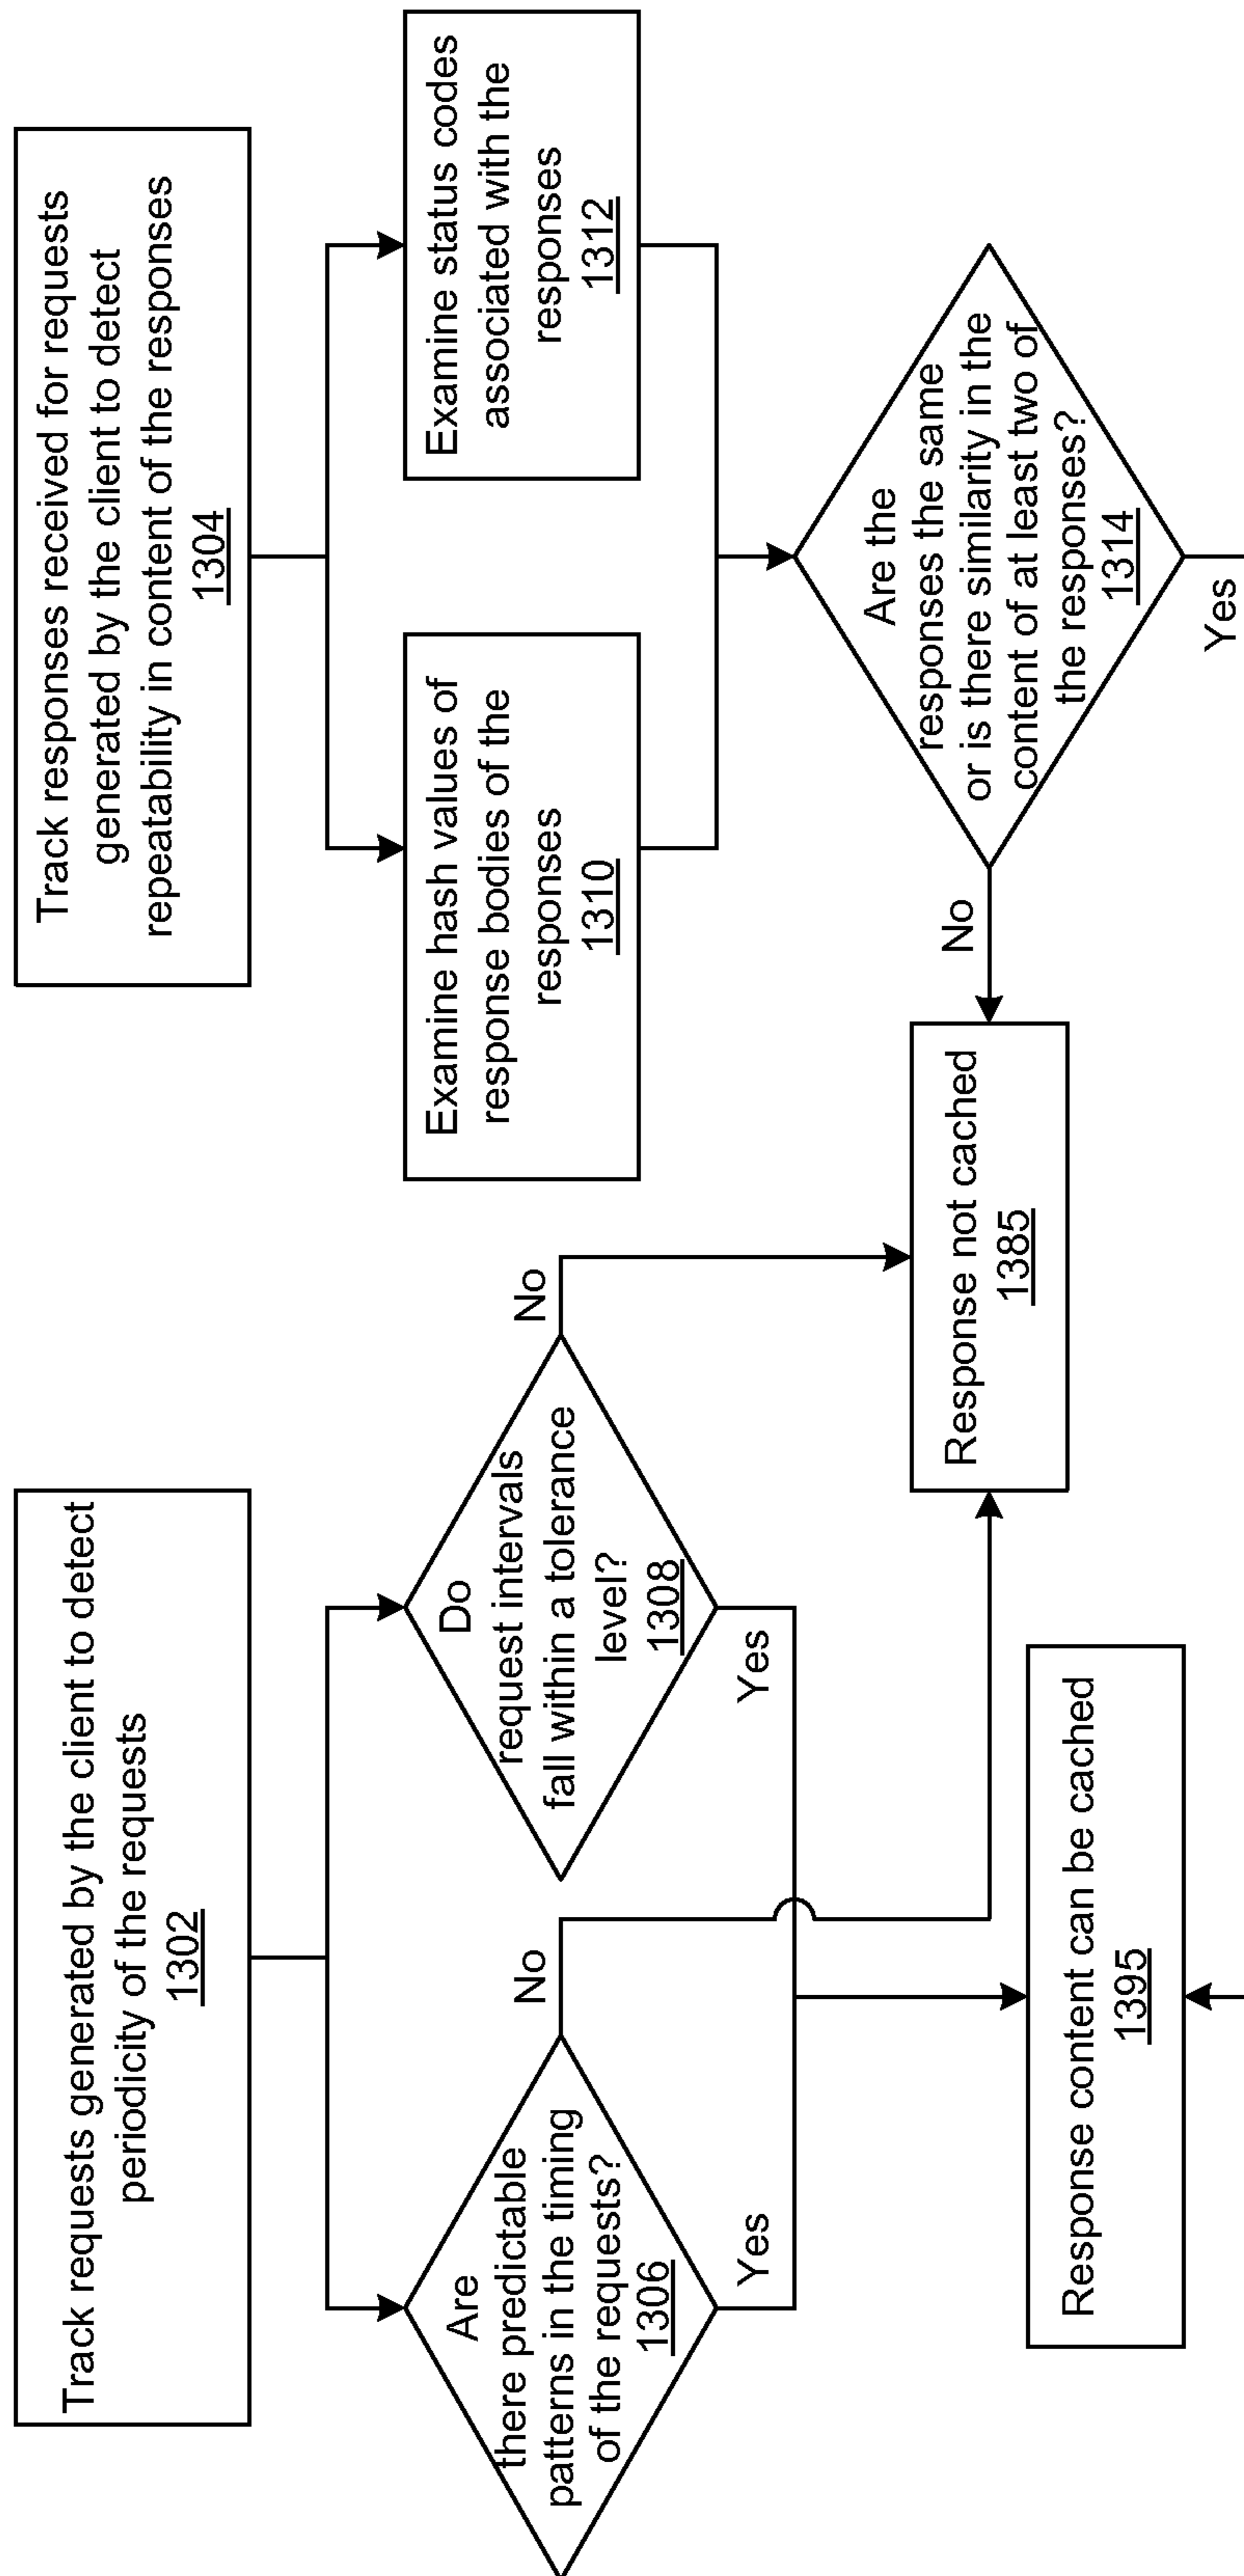 Track requests generated by the client to detect
periodicity of the requests
1302
Are
there predictable
patterns in the timing
of the requests?
1306
No
Yes
Do
request intervals
fall within a tolerance
level?
1308
No
Yes
Response content can be cached
1395
Response not cached
1385
Track responses received for requests
generated by the client to detect
repeatability in content of the responses
1304
Examine hash values of
response bodies of the
responses
1310
Examine status codes
associated with the
responses
1312
Are the
responses the same
or is there similarity in the
content of at least two of
the responses?
1314
No
Yes